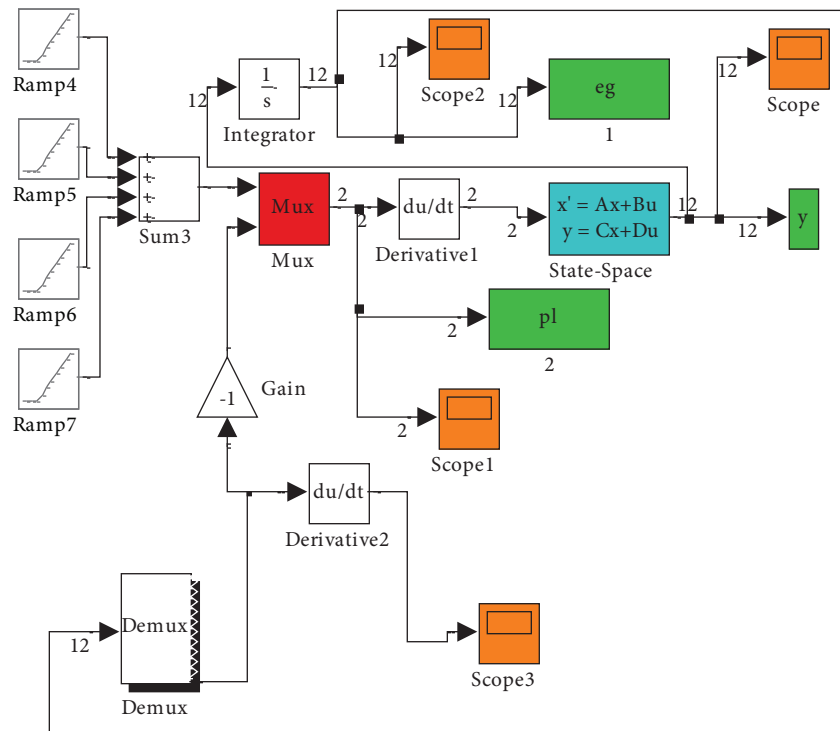 Ramp4
Ramp5
Ramp6
Ramp7
+
+
+
+
Sum3
12
1
s
Integrator
12
12
Scope2
12
eg
1
12
Scope
Mux
Mux
2
2
du/dt
Derivative1
2
2
x' = Ax+Bu
y = Cx+Du
State-Space
12
12
y
2
pl
2
2
Scope1
-1
Gain
du/dt
Derivative2
Scope3
12
Demux
Demux